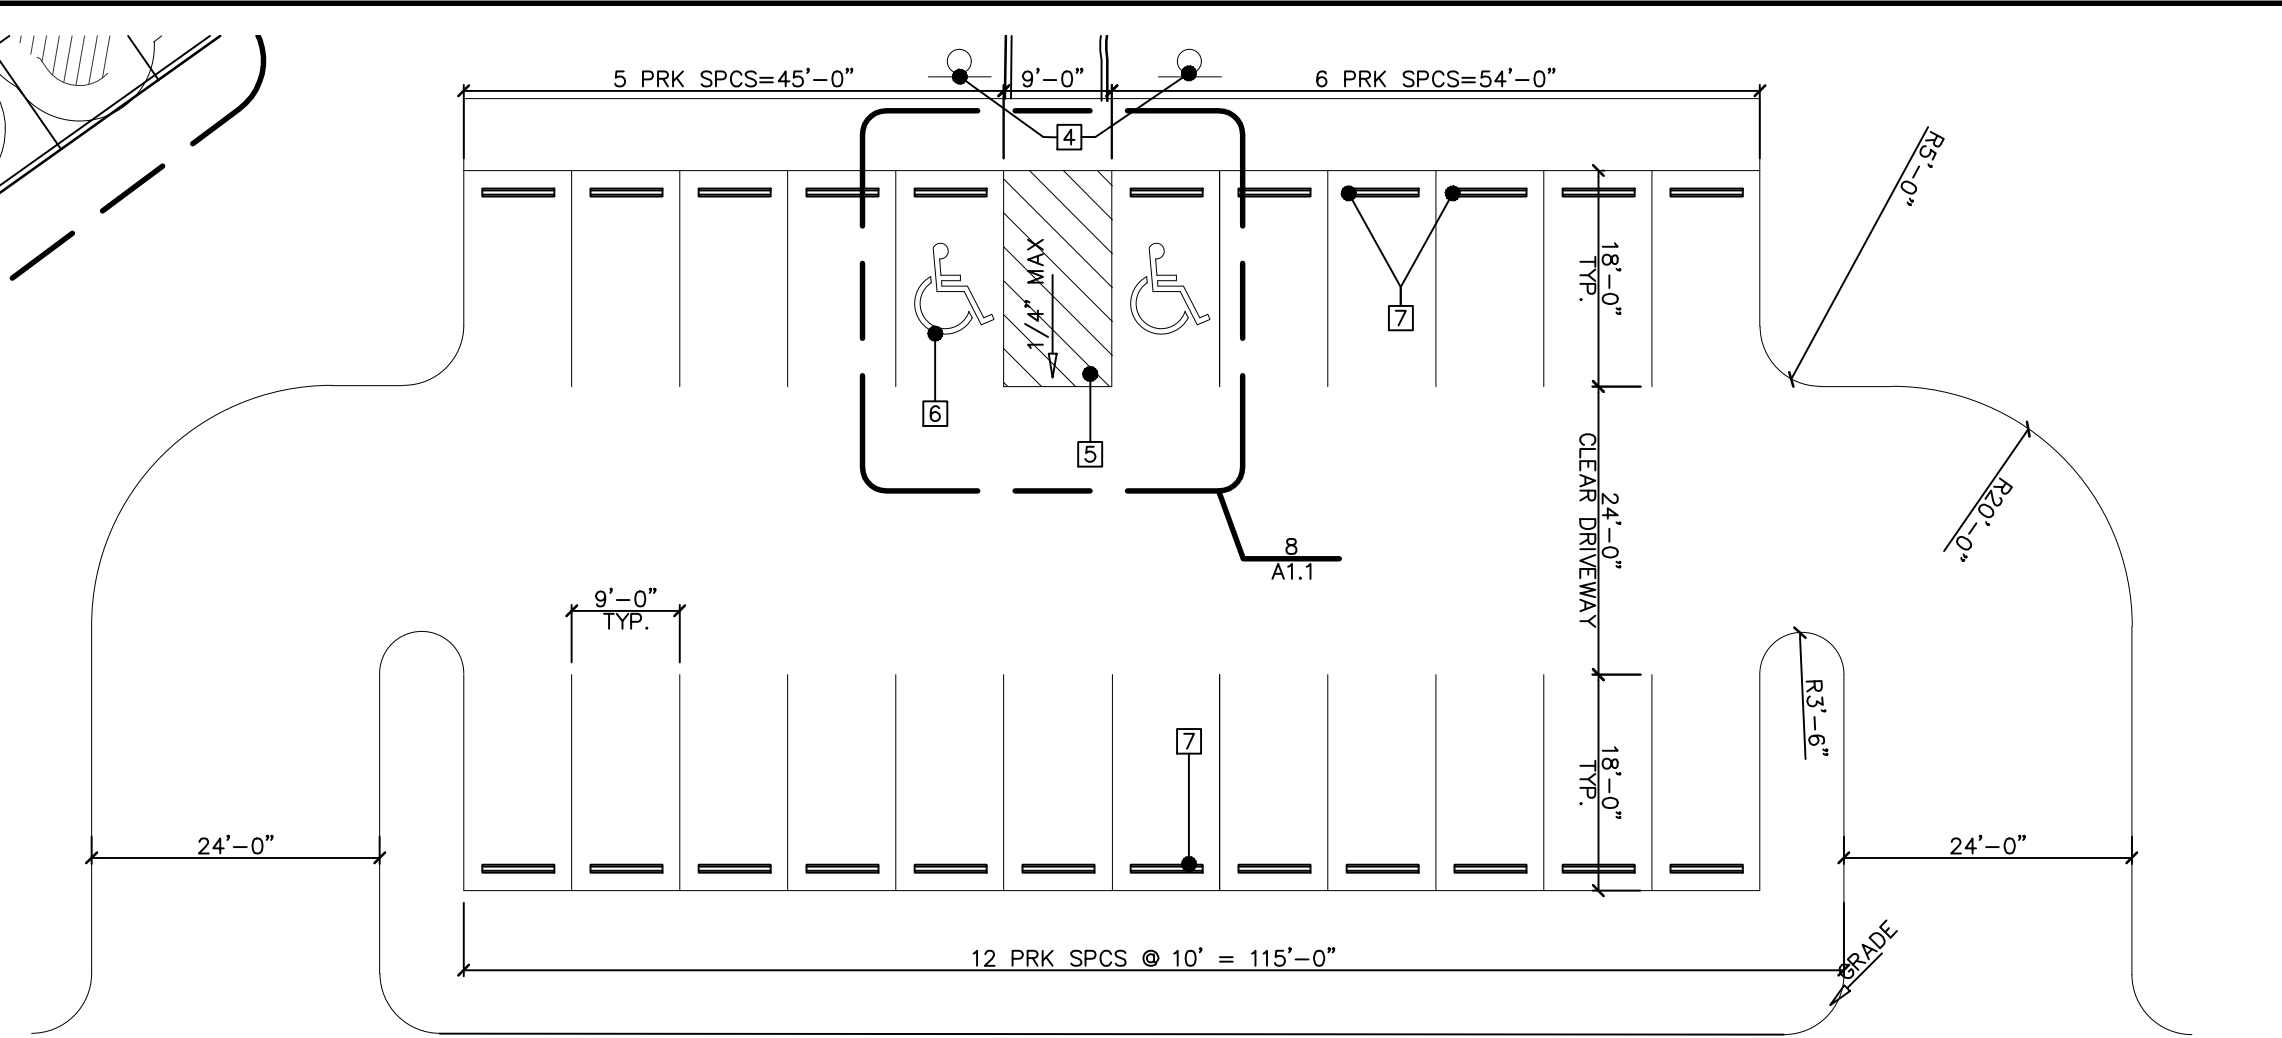 5 PRK SPCS=45'-0"
9'-0"
6 PRK SPCS=54'-0"
4
R5'-0"
1/4" MAX
18'-0"
TYP.
7
6
5
R20'-0"
24'-0"
CLEAR DRIVEWAY
8
A1.1
9'-0"
TYP.
R3'-6"
7
18'-0"
TYP.
24'-0"
24'-0"
12 PRK SPCS @ 10' = 115'-0"
GRADE